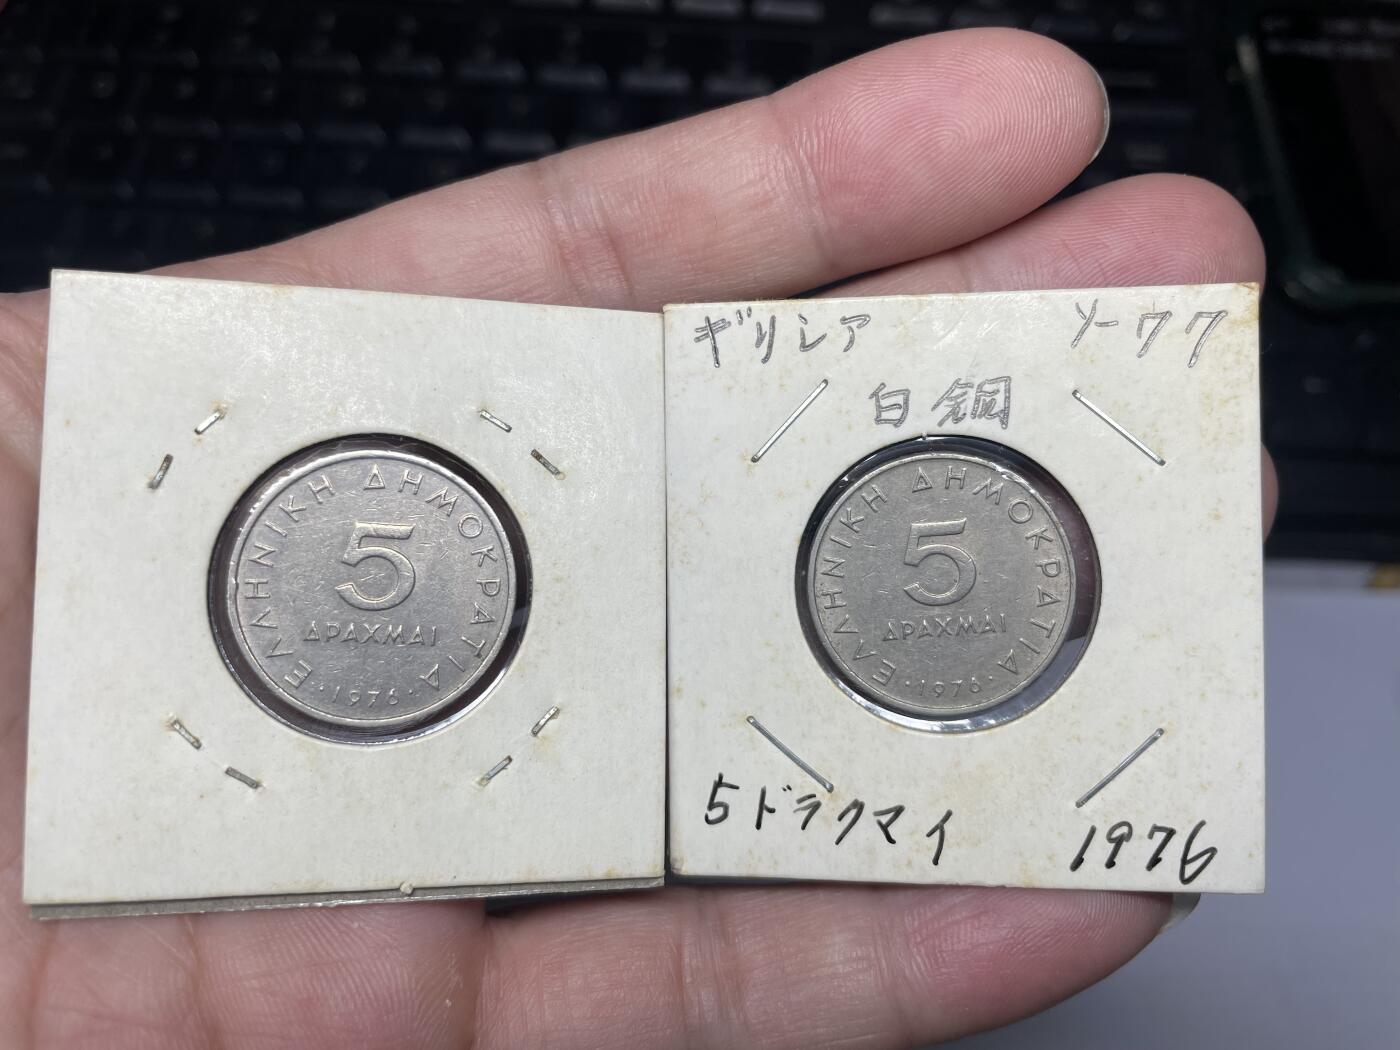 ΕΛΛΗΝΙΚΗ ΔΗΜΟΚΡΑΤΙΑ
5
ΔΡΑΧΜΑΙ
·1976·
ギリシア Y-77
白銅
ΕΛΛΗΝΙΚΗ ΔΗΜΟΚΡΑΤΙΑ
5
ΔΡΑΧΜΑΙ
·1976·
5ドラクマイ 1976